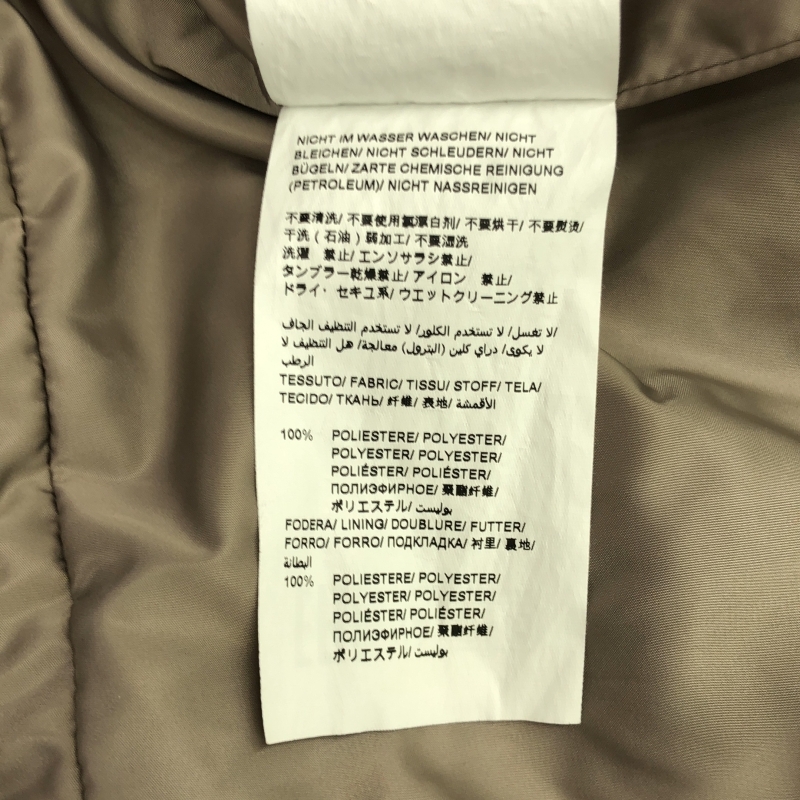 NICHT IM WASSER WASCHEN/ NICHT
BLEICHEN/ NICHT SCHLEUDERN/ NICHT
BÜGELN/ ZARTE CHEMISCHE REINIGUNG
(PETROLEUM)/ NICHT NASSREINIGEN
不要清洗/ 不要使用氯漂白剂/ 不要烘干/ 不要熨烫/
干洗 ( 石油 ) 弱加工/ 不要湿洗
洗濯 禁止/ エンソサラシ禁止/
タンブラー乾燥禁止/ アイロン 禁止/
ドライ・ セキユ系/ ウエットクリーニング禁止
لا تغسل/ لا تستخدم الكلور/ لا تستخدم التنظيف الجاف/
لا يكوى/ دراي كلين (البترول) معالجة/ هل التنظيف لا
الرطب
TESSUTO/ FABRIC/ TISSU/ STOFF/ TELA/
TECIDO/ ТКАНЬ/ 纤维/ 表地/ الأقمشة
100% POLIESTERE/ POLYESTER/
POLYESTER/ POLYESTER/
POLIÉSTER/ POLIÉSTER/
ПОЛИЭФИРНОЕ/ 聚酯纤维/
ポリエステル/ بوليست
FODERA/ LINING/ DOUBLURE/ FUTTER/
FORRO/ FORRO/ ПОДКЛАДКА/ 衬里/ 裏地/
البطانة
100% POLIESTERE/ POLYESTER/
POLYESTER/ POLYESTER/
POLIÉSTER/ POLIÉSTER/
ПОЛИЭФИРНОЕ/ 聚酯纤维/
ポリエステル/ بوليست